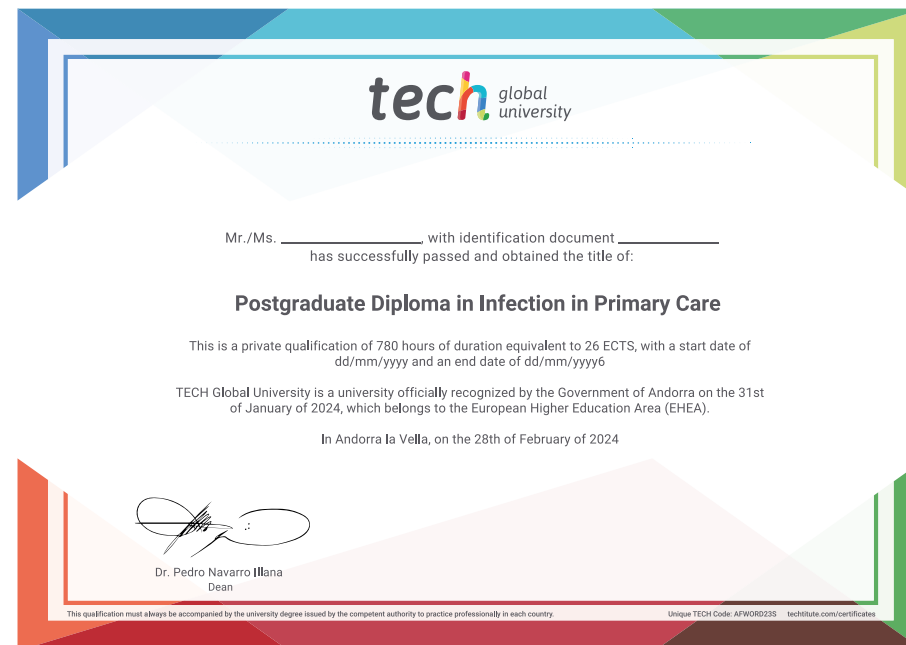 tech global university
Mr./Ms. ____________________, with identification document ______________
has successfully passed and obtained the title of:
Postgraduate Diploma in Infection in Primary Care
This is a private qualification of 780 hours of duration equivalent to 26 ECTS, with a start date of
dd/mm/yyyy and an end date of dd/mm/yyyy6
TECH Global University is a university officially recognized by the Government of Andorra on the 31st
of January of 2024, which belongs to the European Higher Education Area (EHEA).
In Andorra la Vella, on the 28th of February of 2024
Dr. Pedro Navarro Illana
Dean
This qualification must always be accompanied by the university degree issued by the competent authority to practice professionally in each country. Unique TECH Code: AFWORD23S techtitute.com/certificates